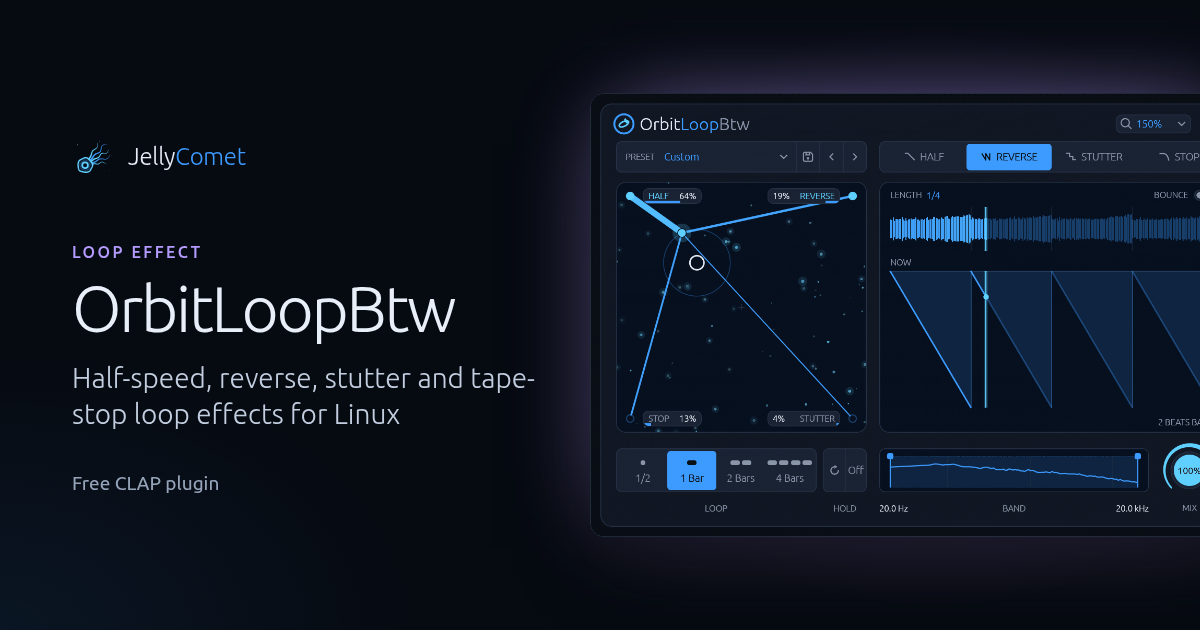 JellyComet
LOOP EFFECT
OrbitLoopBtw
Half-speed, reverse, stutter and tape-
stop loop effects for Linux
Free CLAP plugin
OrbitLoopBtw
150%
PRESET Custom
HALF
REVERSE
STUTTER
STOP
HALF 64%
19% REVERSE
STOP 13%
4% STUTTER
LENGTH 1/4
BOUNCE
NOW
2 BEATS
1/2
1 Bar
2 Bars
4 Bars
Off
LOOP
HOLD
20.0 Hz
BAND
20.0 kHz
100%
MIX